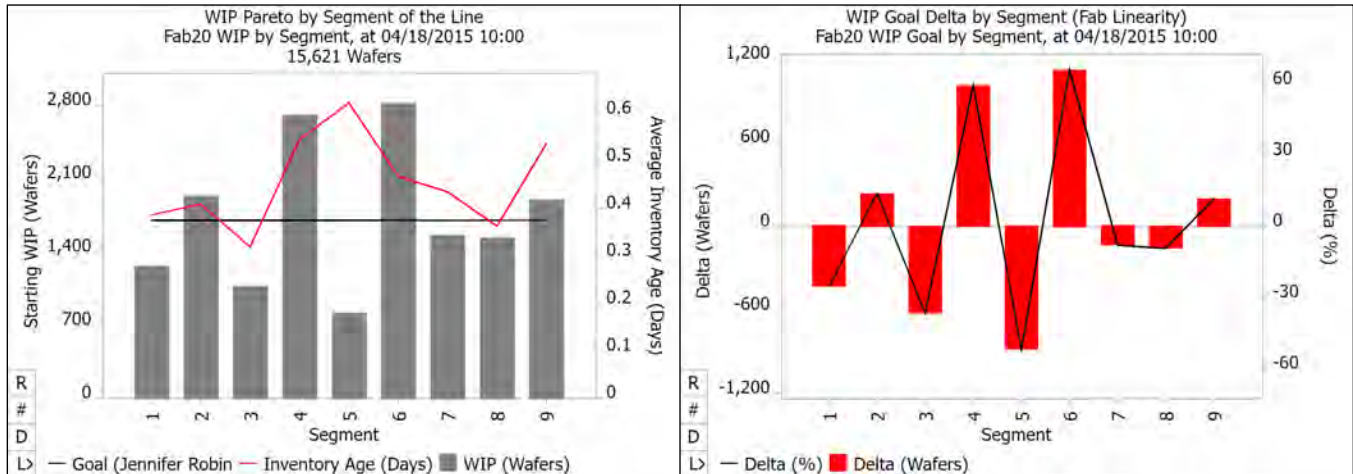 WIP Pareto by Segment of the Line
Fab20 WIP by Segment, at 04/18/2015 10:00
15,621 Wafers
Starting WIP (Wafers)
2,800
2,100
1,400
700
0
0.6
0.5
0.4
0.3
0.2
0.1
0
Average Inventory Age (Days)
1 2 3 4 5 6 7 8 9
Segment
R
#
D
L>
Goal (Jennifer Robin Inventory Age (Days) WIP (Wafers)
WIP Goal Delta by Segment (Fab Linearity)
Fab20 WIP Goal by Segment, at 04/18/2015 10:00
Delta (Wafers)
1,200
600
0
-600
-1,200
60
30
0
-30
-60
Delta (%)
1 2 3 4 5 6 7 8 9
Segment
R
#
D
L>
Delta (%) Delta (Wafers)